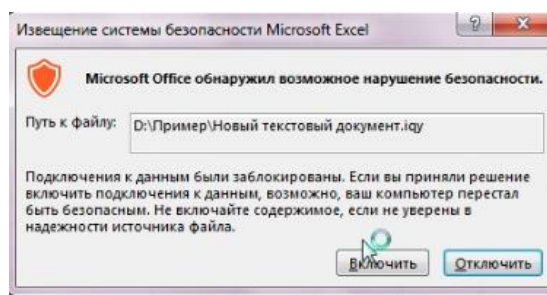 Извещение системы безопасности Microsoft Excel
Microsoft Office обнаружил возможное нарушение безопасности.
Путь к файлу: D:\Пример\Новый текстовый документ.iqy
Подключения к данным были заблокированы. Если вы приняли решение
включить подключения к данным, возможно, ваш компьютер перестал
быть безопасным. Не включайте содержимое, если не уверены в
надежности источника файла.
Включить Отключить